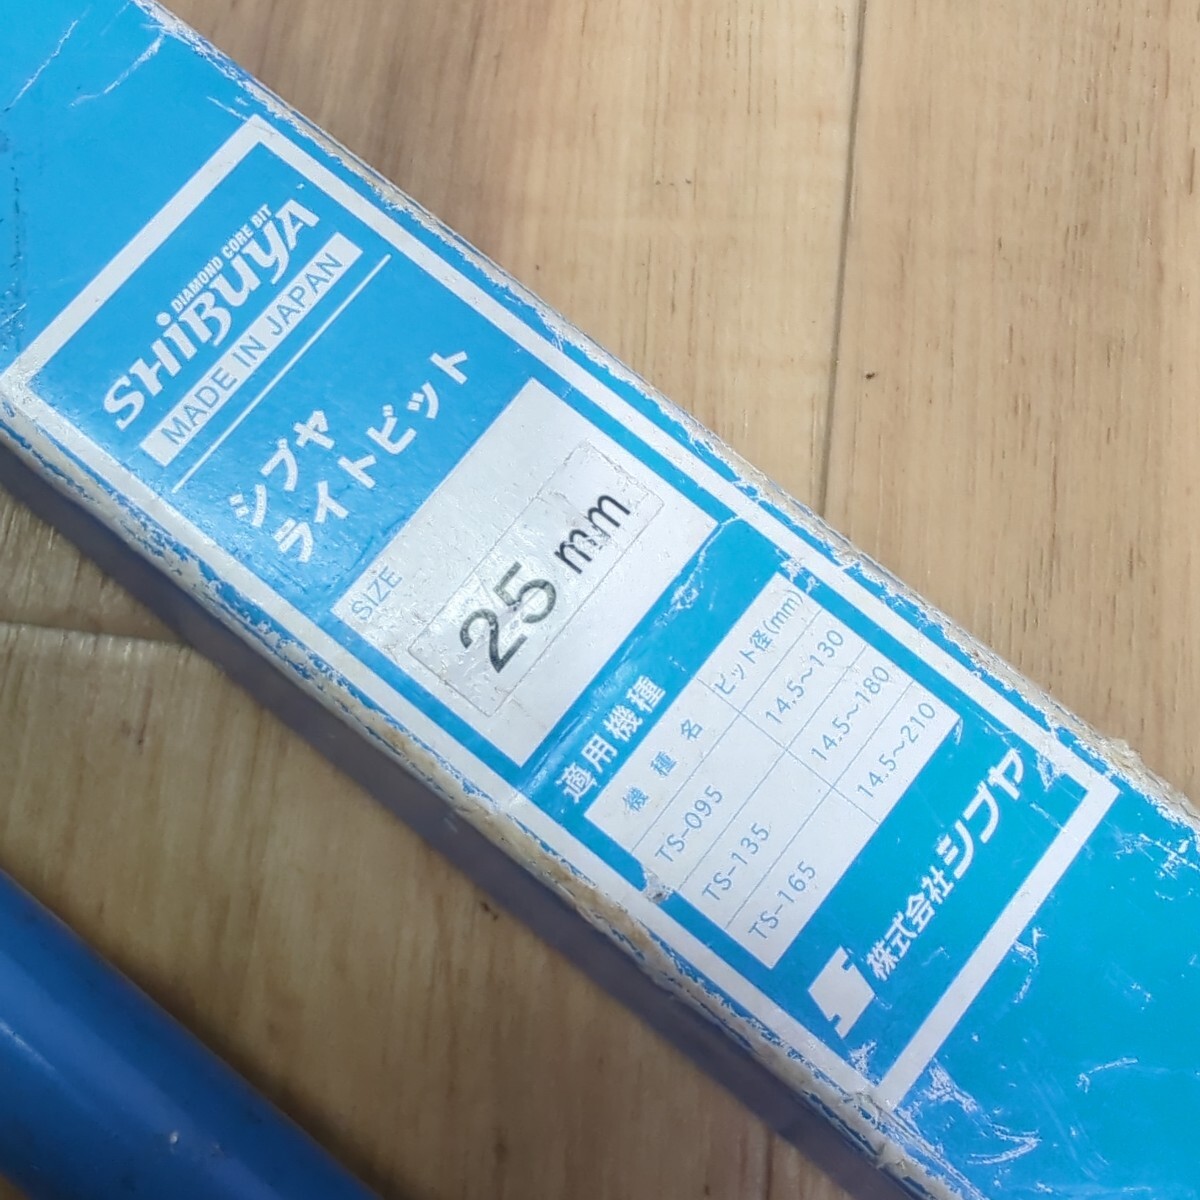 DIAMOND CORE BIT
SHiBUYA
MADE IN JAPAN
シブヤ
ライトビット
SIZE
25 mm
適用機種
機種名 ビット径(mm)
TS-095 14.5~130
TS-135 14.5~180
TS-165 14.5~210
株式会社シブヤ